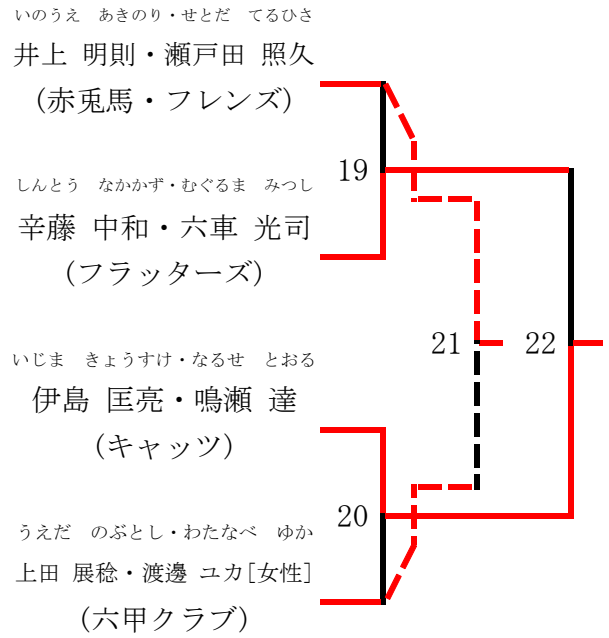 いのうえ　あきのり・せとだ　てるひさ
井上 明則・瀬戸田 照久
(赤兎馬・フレンズ)
19
しんとう　なかかず・むぐるま　みつし
辛藤 中和・六車 光司
(フラッターズ)
21
22
いじま　きょうすけ・なるせ　とおる
伊島 匡亮・鳴瀬 達
(キャッツ)
20
うえだ　のぶとし・わたなべ　ゆか
上田 展稔・渡邊 ユカ[女性]
(六甲クラブ)